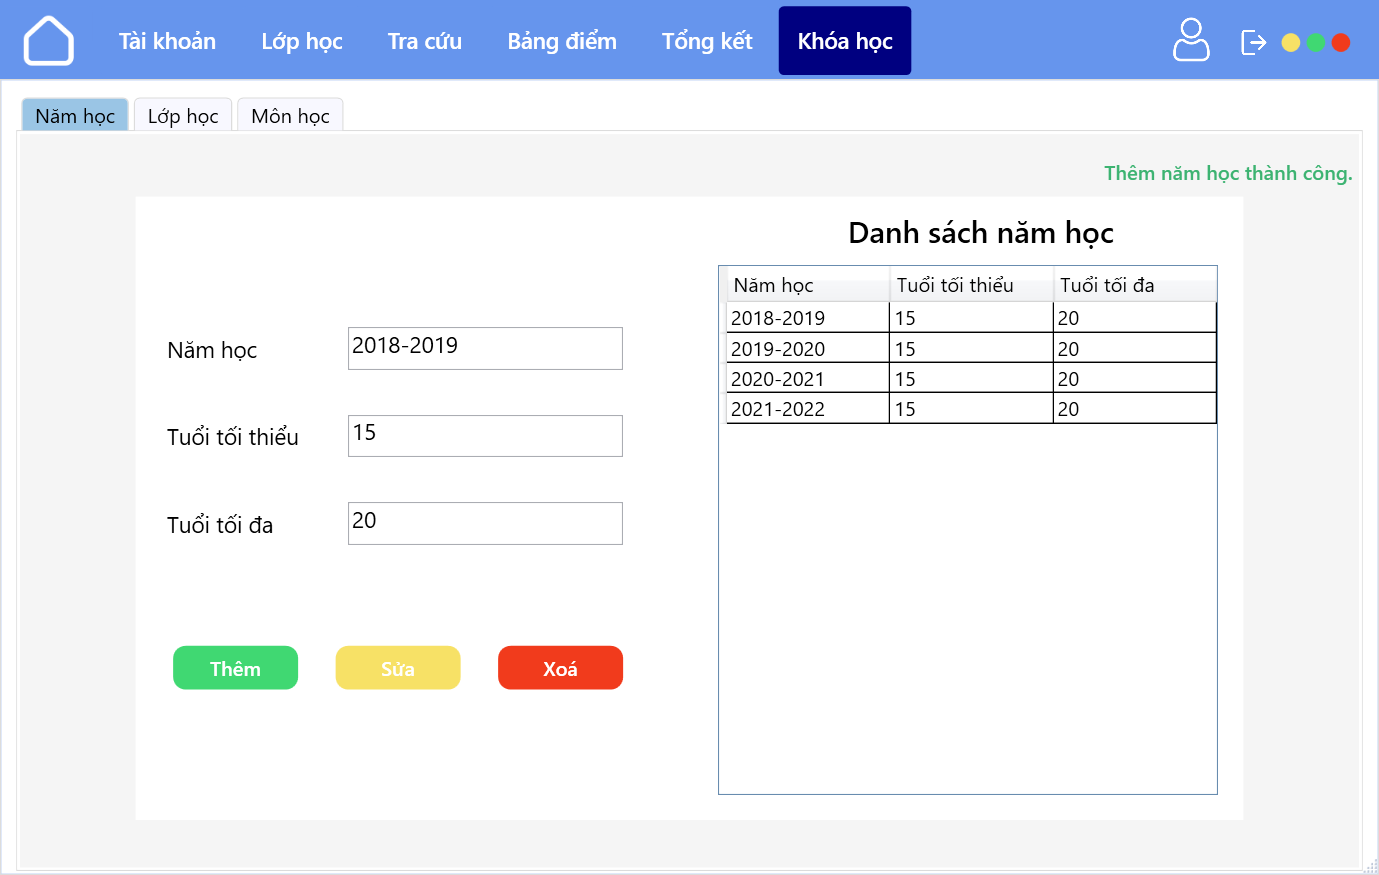 Tài khoản Lớp học Tra cứu Bảng điểm Tổng kết Khóa học
Năm học Lớp học Môn học
Thêm năm học thành công.
Danh sách năm học
Năm học Tuổi tối thiểu Tuổi tối đa
2018-2019 15 20
2019-2020 15 20
2020-2021 15 20
2021-2022 15 20
Năm học 2018-2019
Tuổi tối thiểu 15
Tuổi tối đa 20
Thêm Sửa Xoá